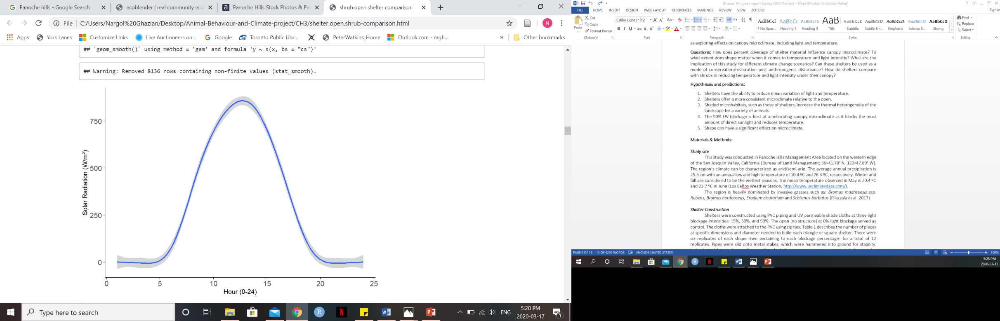 Panoche hills - Google Search
ecoblender | real community eco
Panoche Hills Stock Photos & Pa
shrub.open.shelter comparison
File | C:/Users/Nargol%20Ghazian/Desktop/Animal-Behaviour-and-Climate-project/CH3/shelter.open.shrub-comparison.html
N
Apps York Lanes Customize Links Live Auctioneers on... Google Toronto Public Libr... PeterWatkins_Home Outlook.com - mgh... » Other bookmarks
## `geom_smooth()` using method = 'gam' and formula 'y ~ s(x, bs = "cs")'
## Warning: Removed 8136 rows containing non-finite values (stat_smooth).
Solar Radiation (W/m²)
750
500
250
0
0 5 10 15 20 25
Hour (0-24)
Type here to search
ENG
5:28 PM
2020-03-17
Ghazian Progress report Spring 2020-Revised - Word (Product Activation Failed)
Sign in
FILE HOME INSERT DESIGN PAGE LAYOUT REFERENCES MAILINGS REVIEW VIEW ZOTERO
Paste
Cut
Copy
Format Painter
Clipboard
Calibri Light ( 12
Font
Paragraph
AaBbCcI AaBbCc AaBbCcDc AaBl AaBbCcC AaBbCcD AaBbCcD AaBbCcD AaBbCcD
¶ No Spac... Heading 1 Heading 3 Title Subtitle Subtle Em... Emphasis Intense E... Strong
Styles
Find
Replace
Select
Editing
as exploring effects on canopy microclimate, including light and temperature.
Questions: How does percent coverage of shelter material influence canopy microclimate? To
what extent does shape matter when it comes to temperature and light intensity? What are the
implication of this study for different climate change scenarios? Can these shelters be used as a
mode of conservation/restoration post anthropogenic disturbance? How do shelters compare
with shrubs in reducing temperature and light intensity under their canopy?
Hypotheses and predictions:
1. Shelters have the ability to reduce mean variation of light and temperature.
2. Shelters offer a more consistent microclimate relative to the open.
3. Shaded microhabitats, such as those of shelters, increase the thermal heterogeneity of the
landscape for a variety of animals.
4. The 90% UV blockage is best at ameliorating canopy microclimate as it blocks the most
amount of direct sunlight and reduces temperature.
5. Shape can have a significant effect on microclimate.
Materials & Methods:
Study site
This study was conducted in Panoche Hills Management Area located on the western edge
of the San Joaquin Valley, California (Bureau of Land Management; 36∘41.78′ N, 120∘47.89′ W).
The region's climate can be characterized as arid/semi-arid. The average annual precipitation is
25.5 cm with an annual low and high temperature of 10.4 ºC and 76.3 ºC, respectively. Winter and
fall are considered to be the wettest seasons. The mean temperature observed in May is 20.4 ºC
and 23.7 ºC in June (Los Baños Weather Station, http://www.usclimatedata.com/).
The region is heavily dominated by invasive grasses such as: Bromus madritensis ssp.
Rubens, Bromus hordeaceus, Erodium cicutarium and Schismus barbatus (Filazzola et al. 2017).
Shelter Construction
Shelters were constructed using PVC piping and UV permeable shade cloths at three light
blockage intensities: 15%, 50%, and 90%. The open (no structure) at 0% light blockage served as
control. The cloths were attached to the PVC using zip ties. Table 1 describes the number of pieces
at specific dimensions and diameter needed to build each triangle or square shelter. There were
six replicates of each shape -two pertaining to each blockage percentage- for a total of 12
replicates. Pipes were slid onto metal stakes, which were hammered into ground for stability.
PAGE 9 OF 15 13 OF 4293 WORDS ENGLISH (UNITED STATES)
100%
5:28 PM
2020-03-17